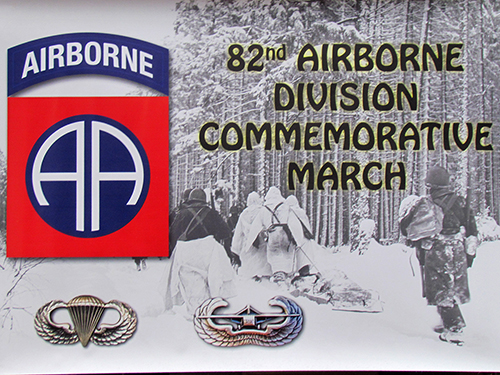 AIRBORNE
AA
82nd AIRBORNE
DIVISION
COMMEMORATIVE
MARCH